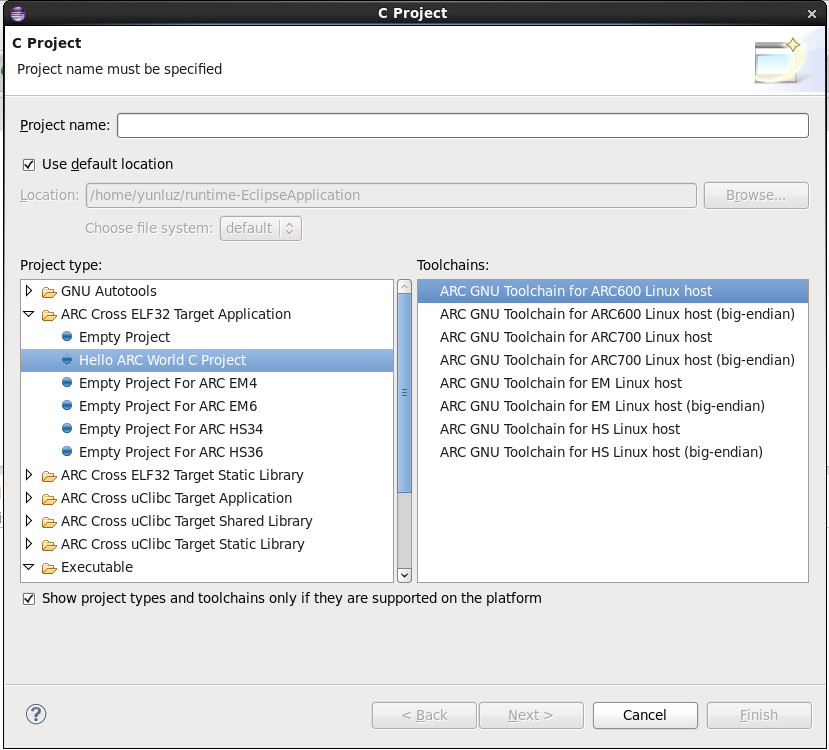 C Project
C Project
Project name must be specified
Project name:
Use default location
Location: /home/yunluz/runtime-EclipseApplication Browse...
Choose file system: default
Project type:
GNU Autotools
ARC Cross ELF32 Target Application
Empty Project
Hello ARC World C Project
Empty Project For ARC EM4
Empty Project For ARC EM6
Empty Project For ARC HS34
Empty Project For ARC HS36
ARC Cross ELF32 Target Static Library
ARC Cross uClibc Target Application
ARC Cross uClibc Target Shared Library
ARC Cross uClibc Target Static Library
Executable
Toolchains:
ARC GNU Toolchain for ARC600 Linux host
ARC GNU Toolchain for ARC600 Linux host (big-endian)
ARC GNU Toolchain for ARC700 Linux host
ARC GNU Toolchain for ARC700 Linux host (big-endian)
ARC GNU Toolchain for EM Linux host
ARC GNU Toolchain for EM Linux host (big-endian)
ARC GNU Toolchain for HS Linux host
ARC GNU Toolchain for HS Linux host (big-endian)
Show project types and toolchains only if they are supported on the platform
? < Back Next > Cancel Finish